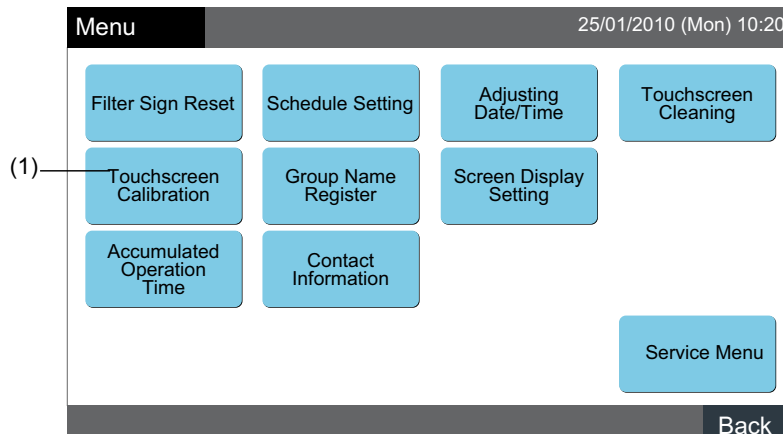 Menu
25/01/2010 (Mon) 10:20
Filter Sign Reset
Schedule Setting
Adjusting
Date/Time
Touchscreen
Cleaning
(1)
Touchscreen
Calibration
Group Name
Register
Screen Display
Setting
Accumulated
Operation
Time
Contact
Information
Service Menu
Back